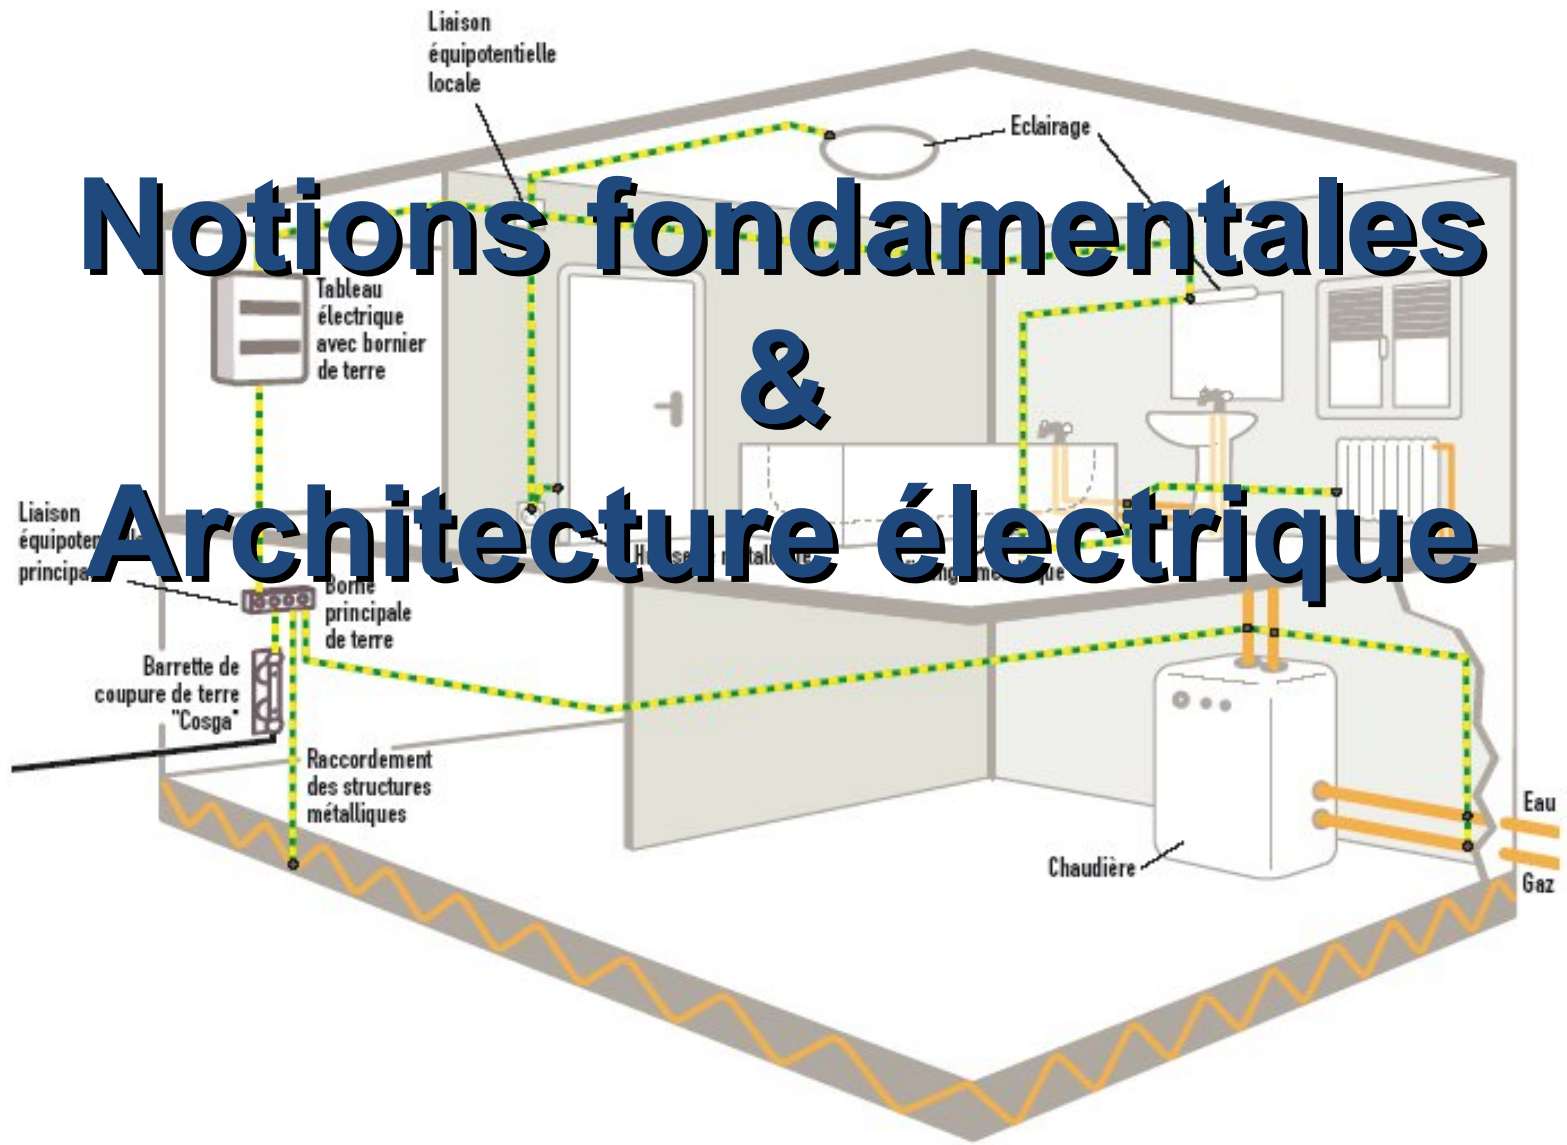 Liaison
équipotentielle
locale
Eclairage
Notions fondamentales
Tableau
électrique
avec bornier
de terre
&
Architecture électrique
Liaison
Borne
principale
de terre
Barrette de
coupure de terre
"Cosga"
Raccordement
des structures
métalliques
Chaudière
Eau
Gaz